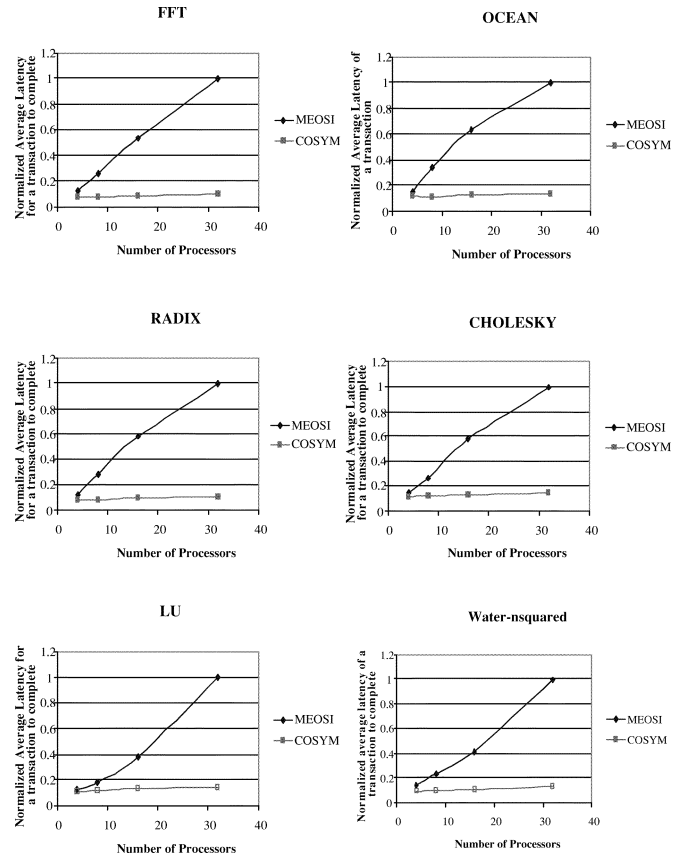 FFT
Normalized Average Latency
for a transaction to complete
1.2
1
0.8
0.6
0.4
0.2
0
0
10
20
30
40
Number of Processors
MEOSI
COSYM
OCEAN
Normalized Average Latency of
a transaction
1.2
1
0.8
0.6
0.4
0.2
0
0
10
20
30
40
Number of Processors
MEOSI
COSYM
RADIX
Normalized Average Latency
for a transaction to complete
1.2
1
0.8
0.6
0.4
0.2
0
0
10
20
30
40
Number of Processors
MEOSI
COSYM
CHOLESKY
Normalized Average Latency
for a transaction to complete
1.2
1
0.8
0.6
0.4
0.2
0
0
10
20
30
40
Number of Processors
MEOSI
COSYM
LU
Normalized Average Latency for
a transaction to complete
1.2
1
0.8
0.6
0.4
0.2
0
0
10
20
30
40
Number of Processors
MEOSI
COSYM
Water-nsquared
Normalized average latency of a
transaction to complete
1.2
1
0.8
0.6
0.4
0.2
0
0
10
20
30
40
Number of Processors
MEOSI
COSYM